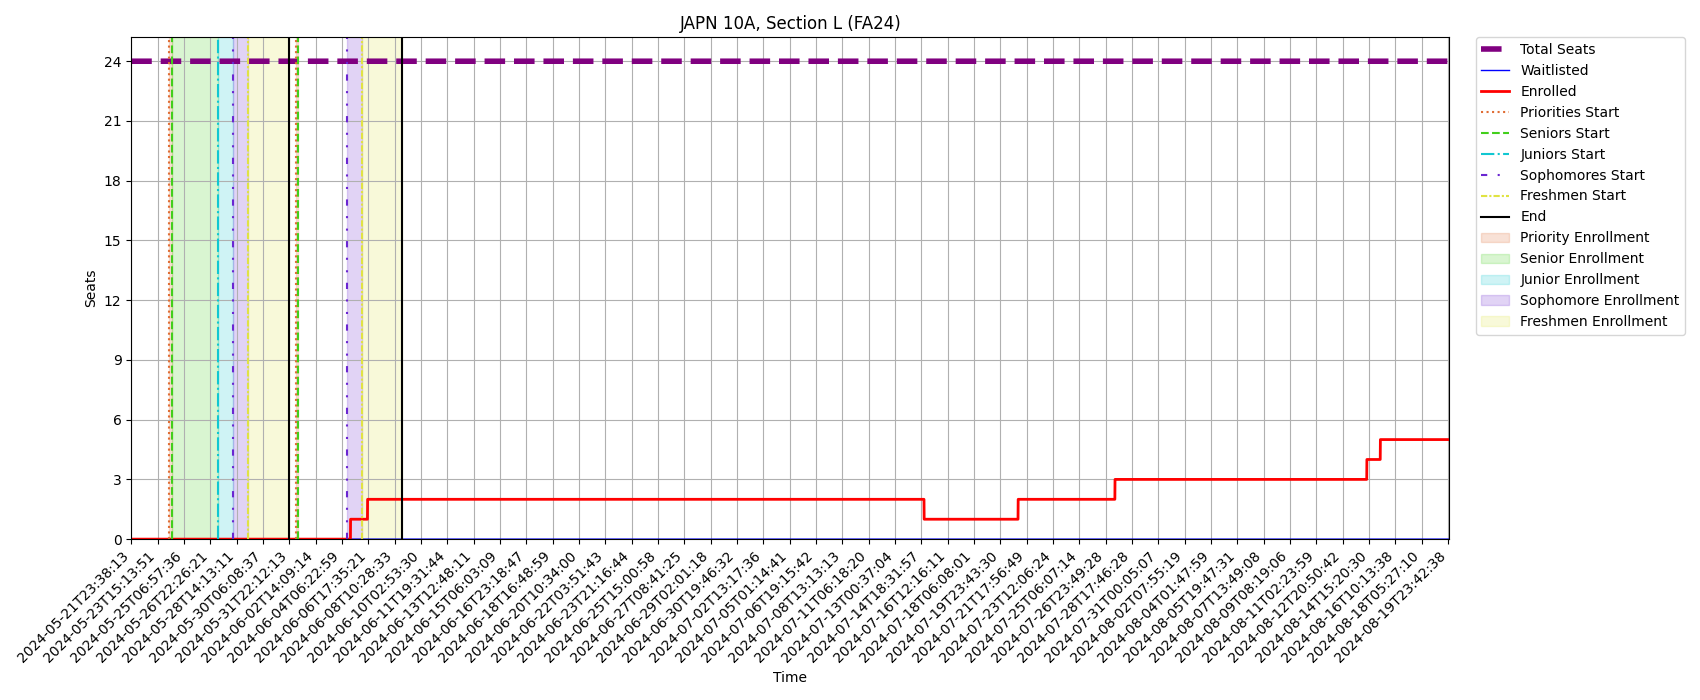 JAPN 10A, Section L (FA24)
Total Seats
Waitlisted
Enrolled
Priorities Start
Seniors Start
Juniors Start
Sophomores Start
Freshmen Start
End
Priority Enrollment
Senior Enrollment
Junior Enrollment
Sophomore Enrollment
Freshmen Enrollment
Seats
24
21
18
15
12
9
6
3
0
2024-05-21T23:38:13
2024-05-23T15:13:51
2024-05-25T06:57:36
2024-05-26T22:26:21
2024-05-28T14:13:11
2024-05-30T06:08:37
2024-05-31T22:12:13
2024-06-02T14:09:14
2024-06-04T06:22:59
2024-06-06T17:35:21
2024-06-08T10:28:33
2024-06-10T02:53:30
2024-06-11T19:31:44
2024-06-13T12:48:11
2024-06-15T06:03:09
2024-06-16T23:18:47
2024-06-18T16:48:59
2024-06-20T10:34:00
2024-06-22T03:51:43
2024-06-23T21:16:44
2024-06-25T15:00:58
2024-06-27T08:41:25
2024-06-29T02:01:18
2024-06-30T19:46:32
2024-07-02T13:17:36
2024-07-05T01:14:41
2024-07-06T19:15:42
2024-07-08T13:13:13
2024-07-11T06:18:20
2024-07-13T00:37:04
2024-07-14T18:31:57
2024-07-16T12:16:11
2024-07-18T06:08:01
2024-07-19T23:43:30
2024-07-21T17:56:49
2024-07-23T12:06:24
2024-07-25T06:07:14
2024-07-26T23:49:28
2024-07-28T17:46:28
2024-07-31T00:05:07
2024-08-02T07:55:19
2024-08-04T01:47:59
2024-08-05T19:47:31
2024-08-07T13:49:08
2024-08-09T08:19:06
2024-08-11T02:23:59
2024-08-12T20:50:42
2024-08-14T15:20:30
2024-08-16T10:13:38
2024-08-18T05:27:10
2024-08-19T23:42:38
Time